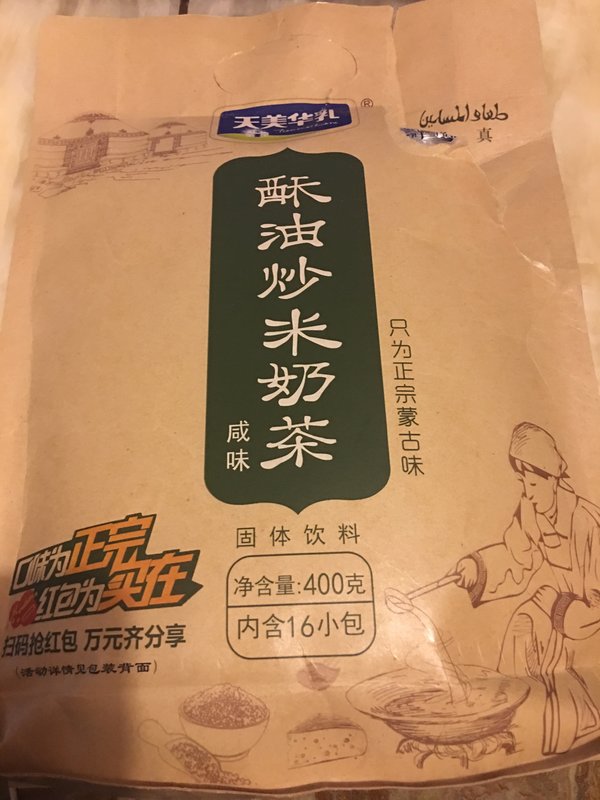 天美华乳
®
طعام المسلمين
真
酥油炒米奶茶
咸味
只为正宗蒙古味
固体饮料
净含量:400克
内含16小包
口味为正宗
红包为实在
扫码抢红包 万元齐分享
(活动详情见包装背面)